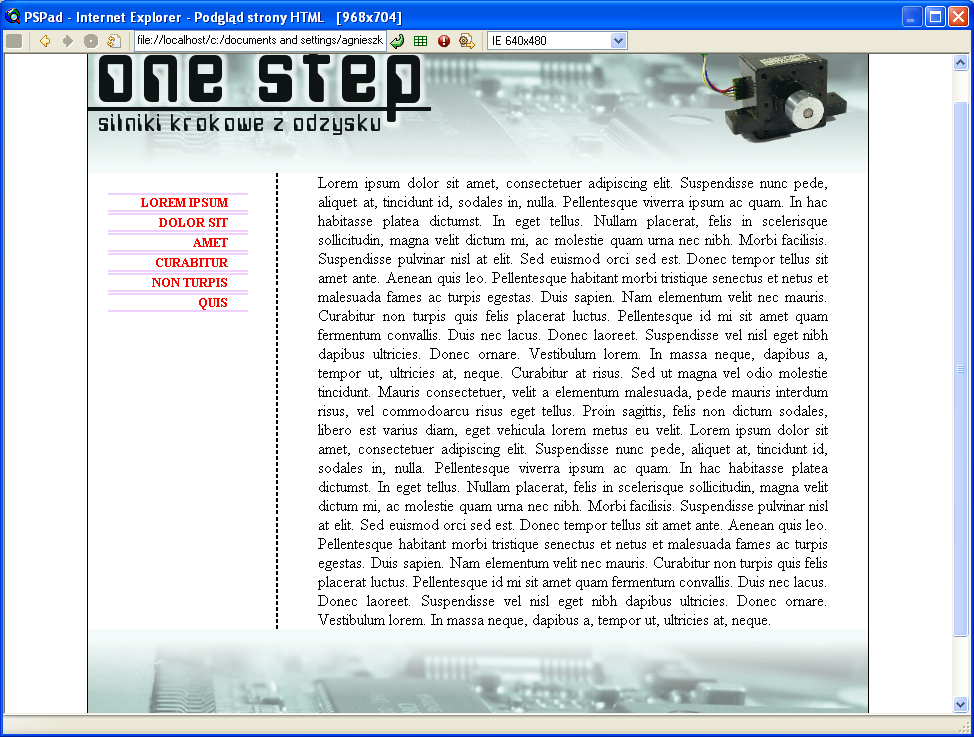 PSPad - Internet Explorer - Podgląd strony HTML [968x704]
file://localhost/c:/documents and settings/agnieszk
IE 640x480
one step
silniki krokowe z odzysku
LOREM IPSUM
DOLOR SIT
AMET
CURABITUR
NON TURPIS
QUIS
Lorem ipsum dolor sit amet, consectetuer adipiscing elit. Suspendisse nunc pede,
aliquet at, tincidunt id, sodales in, nulla. Pellentesque viverra ipsum ac quam. In hac
habitasse platea dictumst. In eget tellus. Nullam placerat, felis in scelerisque
sollicitudin, magna velit dictum mi, ac molestie quam urna nec nibh. Morbi facilisis.
Suspendisse pulvinar nisl at elit. Sed euismod orci sed est. Donec tempor tellus sit
amet ante. Aenean quis leo. Pellentesque habitant morbi tristique senectus et netus et
malesuada fames ac turpis egestas. Duis sapien. Nam elementum velit nec mauris.
Curabitur non turpis quis felis placerat luctus. Pellentesque id mi sit amet quam
fermentum convallis. Duis nec lacus. Donec laoreet. Suspendisse vel nisl eget nibh
dapibus ultricies. Donec ornare. Vestibulum lorem. In massa neque, dapibus a,
tempor ut, ultricies at, neque. Curabitur at risus. Sed ut magna vel odio molestie
tincidunt. Mauris consectetuer, velit a elementum malesuada, pede mauris interdum
risus, vel commodoarcu risus eget tellus. Proin sagittis, felis non dictum sodales,
libero est varius diam, eget vehicula lorem metus eu velit. Lorem ipsum dolor sit
amet, consectetuer adipiscing elit. Suspendisse nunc pede, aliquet at, tincidunt id,
sodales in, nulla. Pellentesque viverra ipsum ac quam. In hac habitasse platea
dictumst. In eget tellus. Nullam placerat, felis in scelerisque sollicitudin, magna velit
dictum mi, ac molestie quam urna nec nibh. Morbi facilisis. Suspendisse pulvinar nisl
at elit. Sed euismod orci sed est. Donec tempor tellus sit amet ante. Aenean quis leo.
Pellentesque habitant morbi tristique senectus et netus et malesuada fames ac turpis
egestas. Duis sapien. Nam elementum velit nec mauris. Curabitur non turpis quis felis
placerat luctus. Pellentesque id mi sit amet quam fermentum convallis. Duis nec lacus.
Donec laoreet. Suspendisse vel nisl eget nibh dapibus ultricies. Donec ornare.
Vestibulum lorem. In massa neque, dapibus a, tempor ut, ultricies at, neque.